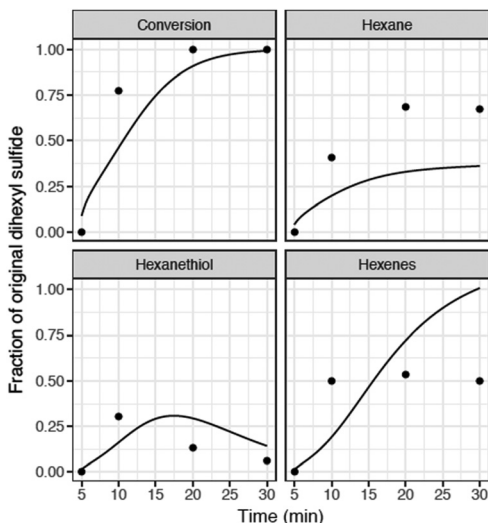 Conversion
Hexane
1.00
0.75
0.50
0.25
0.00
Hexanethiol
Hexenes
1.00
0.75
0.50
0.25
0.00
5 10 15 20 25 30
5 10 15 20 25 30
Time (min)
Fraction of original dihexyl sulfide